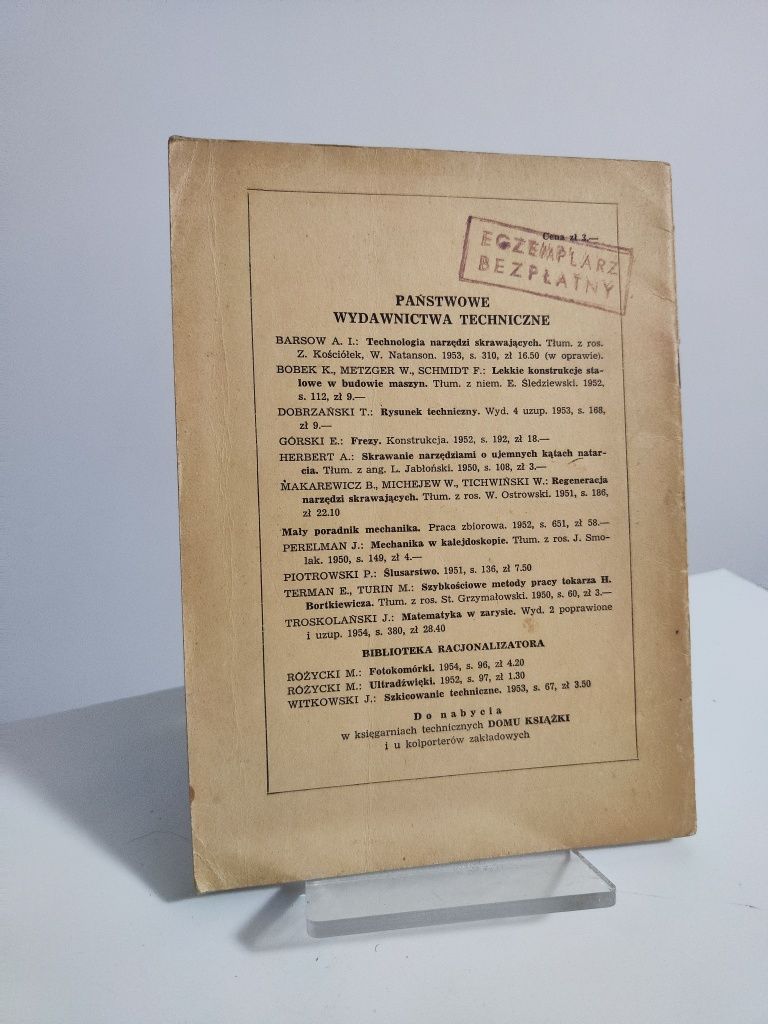 Cena zł 3,—
EGZEMPLARZ
BEZPŁATNY
PAŃSTWOWE
WYDAWNICTWA TECHNICZNE
BARSOW A. I.: Technologia narzędzi skrawających. Tłum. z ros.
Z. Kościółek, W. Natanson. 1953, s. 310, zł 16.50 (w oprawie).
BOBEK K., METZGER W., SCHMIDT F.: Lekkie konstrukcje sta-
lowe w budowie maszyn. Tłum. z niem. E. Śledziewski. 1952,
s. 112, zł 9.—
DOBRZAŃSKI T.: Rysunek techniczny. Wyd. 4 uzup. 1953, s. 168,
zł 9.—
GÓRSKI E.: Frezy. Konstrukcja. 1952, s. 192, zł 18.—
HERBERT A.: Skrawanie narzędziami o ujemnych kątach natar-
cia. Tłum. z ang. L. Jabłoński. 1950, s. 108, zł 3.—
MAKAREWICZ B., MICHEJEW W., TICHWIŃSKI W.: Regeneracja
narzędzi skrawających. Tłum. z ros. W. Ostrowski. 1951, s. 186,
zł 22.10
Mały poradnik mechanika. Praca zbiorowa. 1952, s. 651, zł 58.—
PERELMAN J.: Mechanika w kalejdoskopie. Tłum. z ros. J. Smo-
lak. 1950, s. 149, zł 4.—
PIOTROWSKI P.: Ślusarstwo. 1951, s. 136, zł 7.50
TERMAN E., TURIN M.: Szybkościowe metody pracy tokarza H.
Bortkiewicza. Tłum. z ros. St. Grzymałowski. 1950, s. 60, zł 3.—
TROSKOLAŃSKI J.: Matematyka w zarysie. Wyd. 2 poprawione
i uzup. 1954, s. 380, zł 28.40
BIBLIOTEKA RACJONALIZATORA
RÓŻYCKI M.: Fotokomórki. 1954, s. 96, zł 4.20
RÓŻYCKI M.: Ultradźwięki. 1952, s. 97, zł 1.30
WITKOWSKI J.: Szkicowanie techniczne. 1953, s. 67, zł 3.50
Do nabycia
w księgarniach technicznych DOMU KSIĄŻKI
i u kolporterów zakładowych